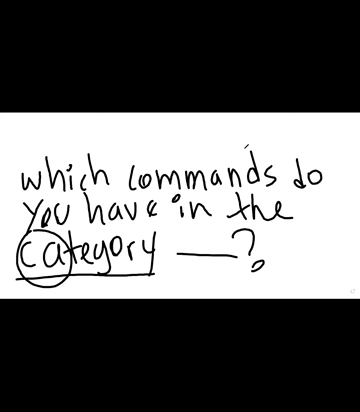 which commands do
you have in the
category —?